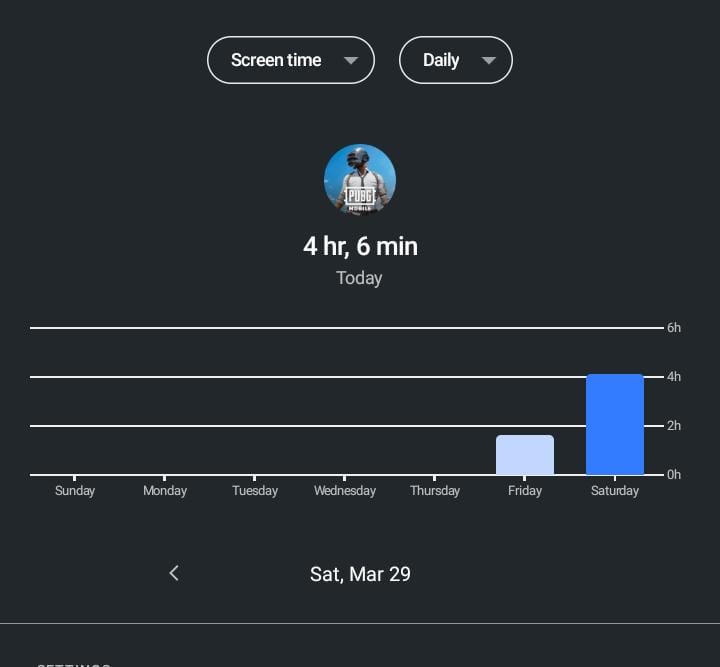 Screen time Daily
PUBG
MOBILE
4 hr, 6 min
Today
6h
4h
2h
0h
Sunday Monday Tuesday Wednesday Thursday Friday Saturday
Sat, Mar 29
SETTINGS